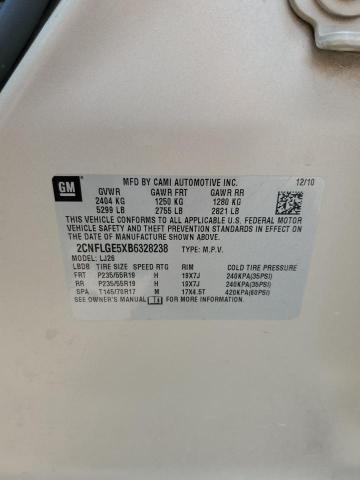 GM
MFD BY CAMI AUTOMOTIVE INC. 12/10
GVWR GAWR FRT GAWR RR
2404 KG 1250 KG 1280 KG
5299 LB 2755 LB 2821 LB
THIS VEHICLE CONFORMS TO ALL APPLICABLE U.S. FEDERAL MOTOR
VEHICLE SAFETY AND THEFT PREVENTION STANDARDS IN EFFECT
ON THE DATE OF MANUFACTURE SHOWN ABOVE.
2CNFLGE5XB6328238 TYPE: M.P.V.
MODEL: LJ26
LBDB TIRE SIZE SPEED RTG RIM COLD TIRE PRESSURE
FRT P235/55R19 H 19X7J 240KPA(35PSI)
RR P235/55R19 H 19X7J 240KPA(35PSI)
SPA T145/70R17 M 17X4.5T 420KPA(60PSI)
SEE OWNER'S MANUAL FOR MORE INFORMATION